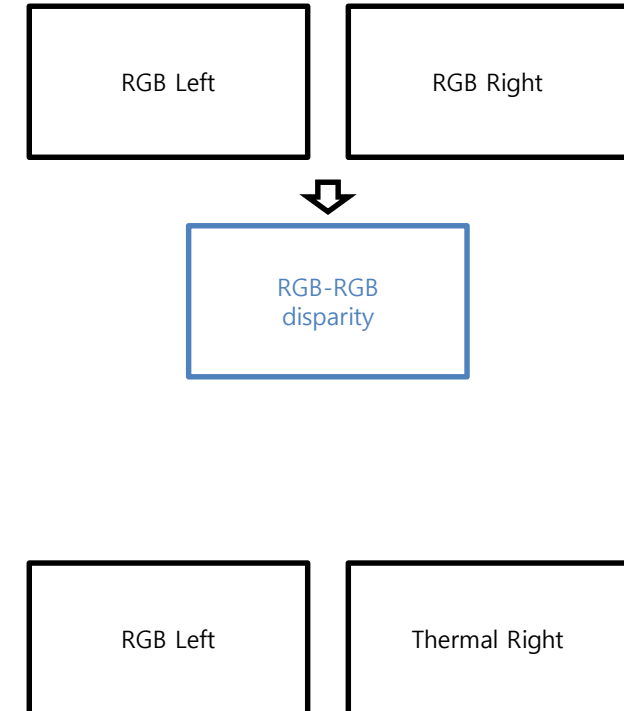 RGB Left
RGB Right
RGB-RGB
disparity
RGB Left
Thermal Right